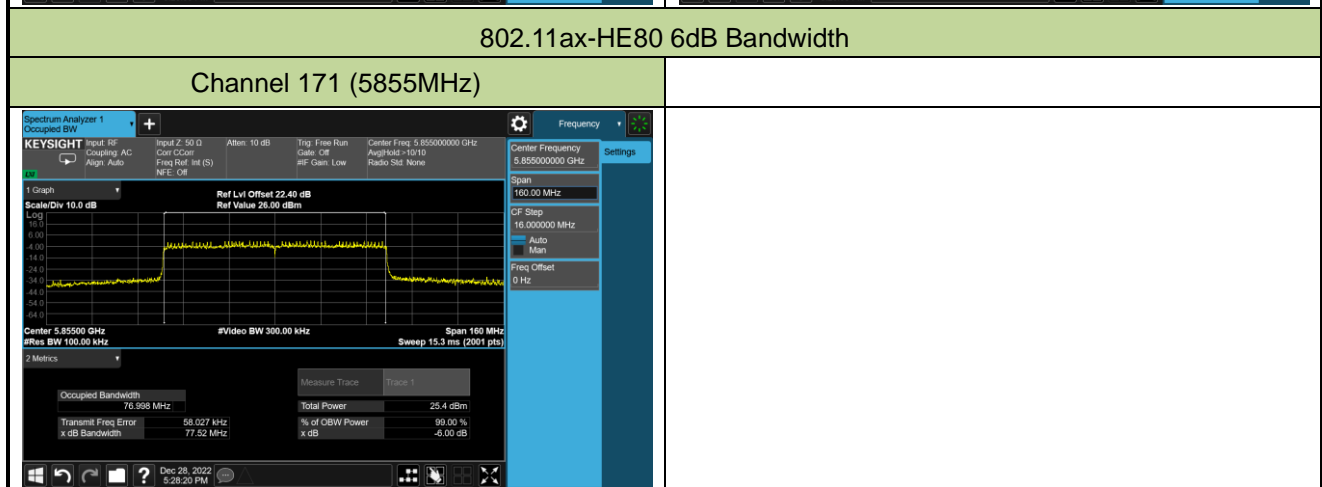 802.11ax-HE80 6dB Bandwidth
Channel 171 (5855MHz)
Spectrum Analyzer 1
Occupied BW
Frequency
KEYSIGHT Input: RF Input Z: 50 Ω Atten: 10 dB Trig: Free Run Center Freq: 5.855000000 GHz
Coupling: AC Corr CCorr Gate: Off Avg|Hold:>10/10
Align: Auto Freq Ref: Int (S) #IF Gain: Low Radio Std: None
NFE: Off
LXI
Center Frequency
5.855000000 GHz
Settings
Span
160.00 MHz
CF Step
16.000000 MHz
Auto
Man
Freq Offset
0 Hz
1 Graph
Ref Lvl Offset 22.40 dB
Scale/Div 10.0 dB Ref Value 26.00 dBm
Log
16.0
6.00
-4.00
-14.0
-24.0
-34.0
-44.0
-54.0
-64.0
Center 5.85500 GHz #Video BW 300.00 kHz Span 160 MHz
#Res BW 100.00 kHz Sweep 15.3 ms (2001 pts)
2 Metrics
Measure Trace Trace 1
Occupied Bandwidth
76.998 MHz Total Power 25.4 dBm
Transmit Freq Error 58.027 kHz % of OBW Power 99.00 %
x dB Bandwidth 77.52 MHz x dB -6.00 dB
Dec 28, 2022
5:28:20 PM